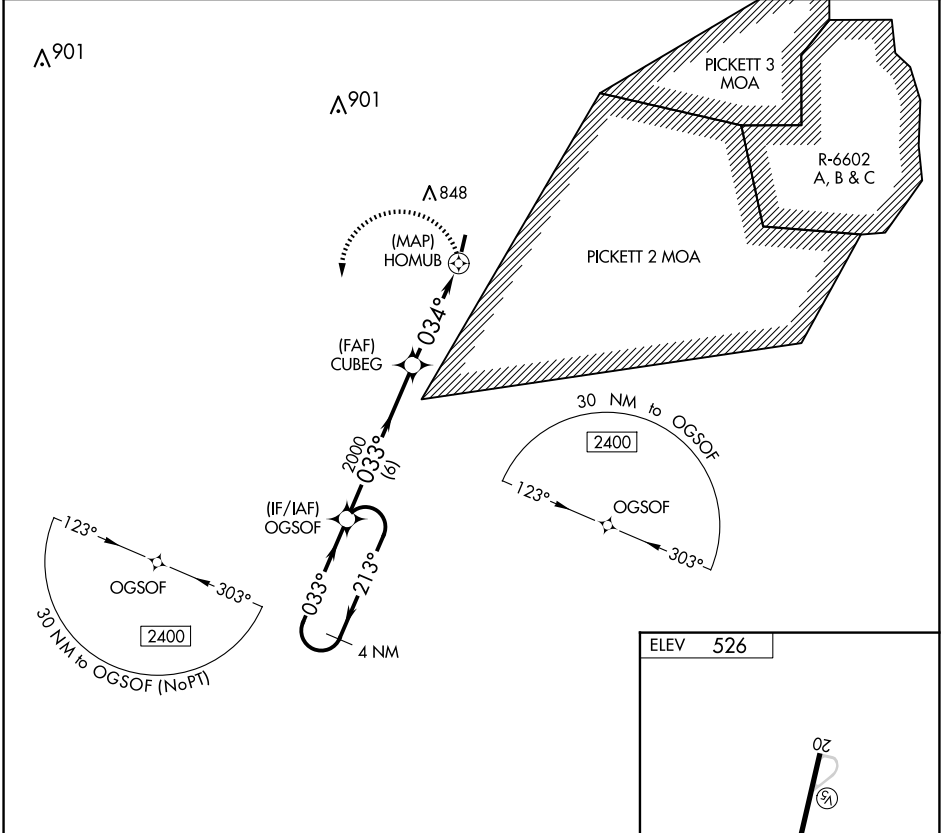 901
901
PICKETT 3
MOA
R-6602
A, B & C
848
(MAP)
HOMUB
PICKETT 2 MOA
034°
(FAF)
CUBEG
30 NM to OGSOF
2400
2000
033°
(6)
123°
OGSOF
303°
(IF/IAF)
OGSOF
123°
OGSOF
303°
2400
30 NM to OGSOF (NoPT)
033°
213°
4 NM
ELEV 526
20
V5